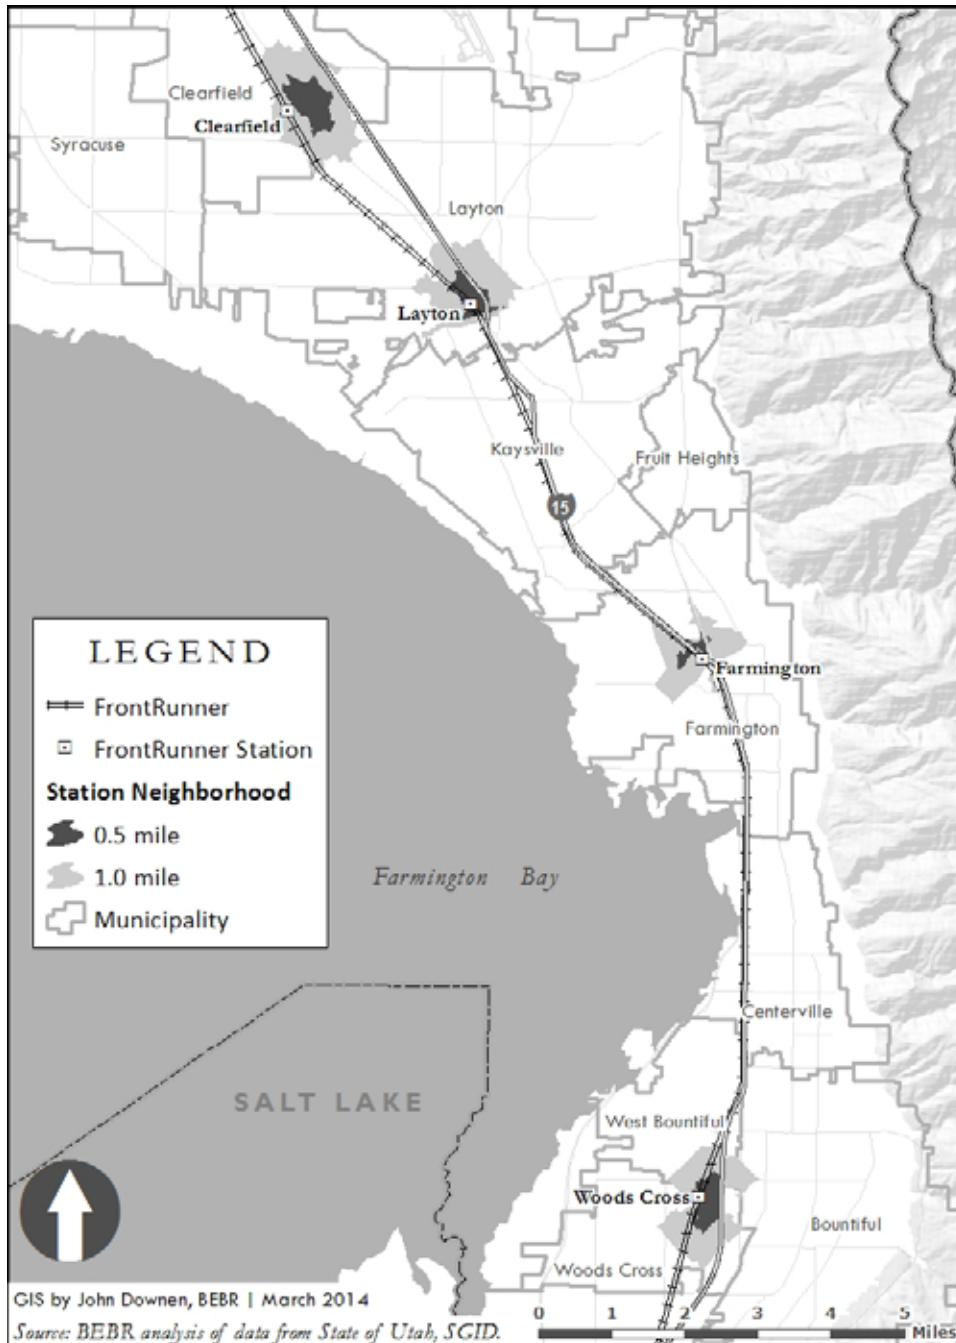 Clearfield
Clearfield
Syracuse
Layton
Layton
Kaysville
Fruit Heights
15
Farmington
Farmington
LEGEND
FrontRunner
FrontRunner Station
Station Neighborhood
0.5 mile
1.0 mile
Municipality
Farmington Bay
Centerville
SALT LAKE
West Bountiful
Woods Cross
Bountiful
Woods Cross
GIS by John Downen, BEBR | March 2014
0 1 2 3 4 5
Miles
Source: BEBR analysis of data from State of Utah, SGID.